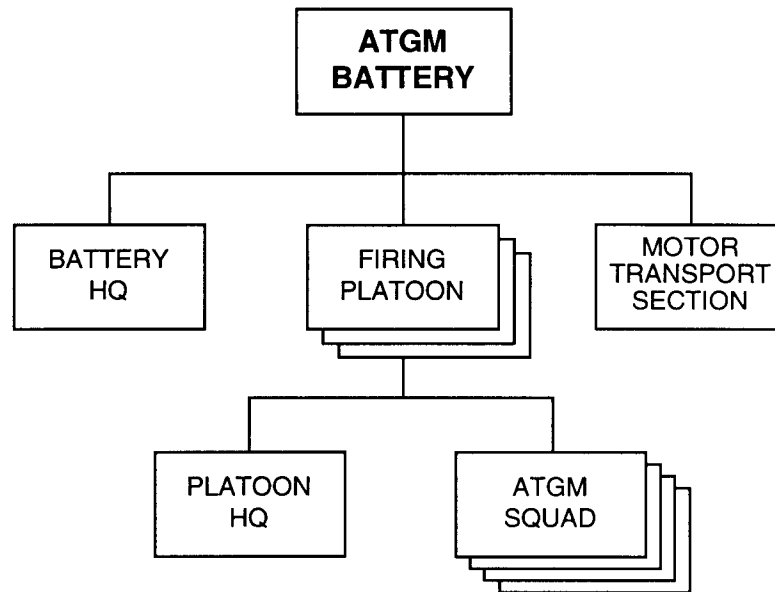 ATGM
BATTERY
BATTERY
HQ
FIRING
PLATOON
MOTOR
TRANSPORT
SECTION
PLATOON
HQ
ATGM
SQUAD